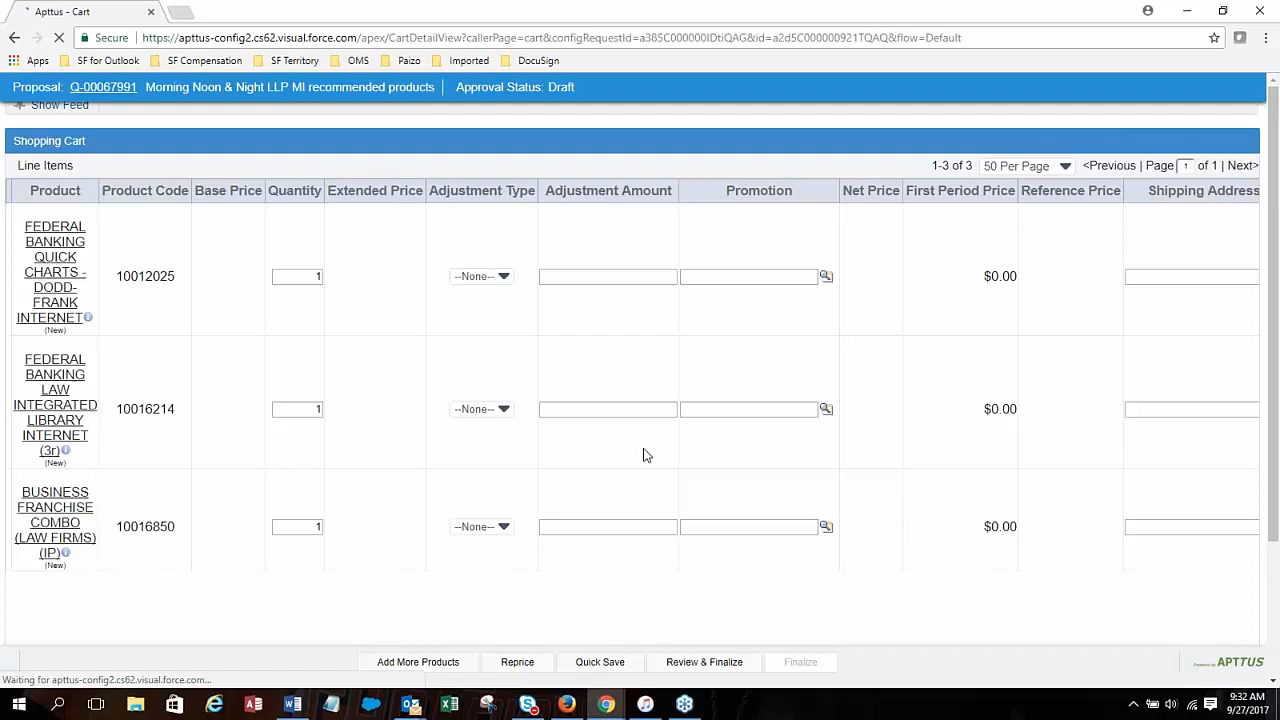 Apttus - Cart
Secure https://apttus-config2.cs62.visual.force.com/apex/CartDetailView?callerPage=cart&configRequestId=a385C000000IDtiQAG&id=a2d5C000000921TQAQ&flow=Default
Apps SF for Outlook SF Compensation SF Territory OMS Paizo Imported DocuSign
Proposal: Q-00067991 Morning Noon & Night LLP MI recommended products Approval Status: Draft
Show Feed
Shopping Cart
Line Items 1-3 of 3 50 Per Page <Previous | Page 1 of 1 | Next>
Product Product Code Base Price Quantity Extended Price Adjustment Type Adjustment Amount Promotion Net Price First Period Price Reference Price Shipping Address
FEDERAL
BANKING
QUICK
CHARTS -
DODD-
FRANK
INTERNET
(New)
10012025 1 --None-- $0.00
FEDERAL
BANKING
LAW
INTEGRATED
LIBRARY
INTERNET
(3r)
(New)
10016214 1 --None-- $0.00
BUSINESS
FRANCHISE
COMBO
(LAW FIRMS)
(IP)
(New)
10016850 1 --None-- $0.00
Add More Products Reprice Quick Save Review & Finalize Finalize
Powered by APTTUS
Waiting for apttus-config2.cs62.visual.force.com...
9:32 AM
9/27/2017